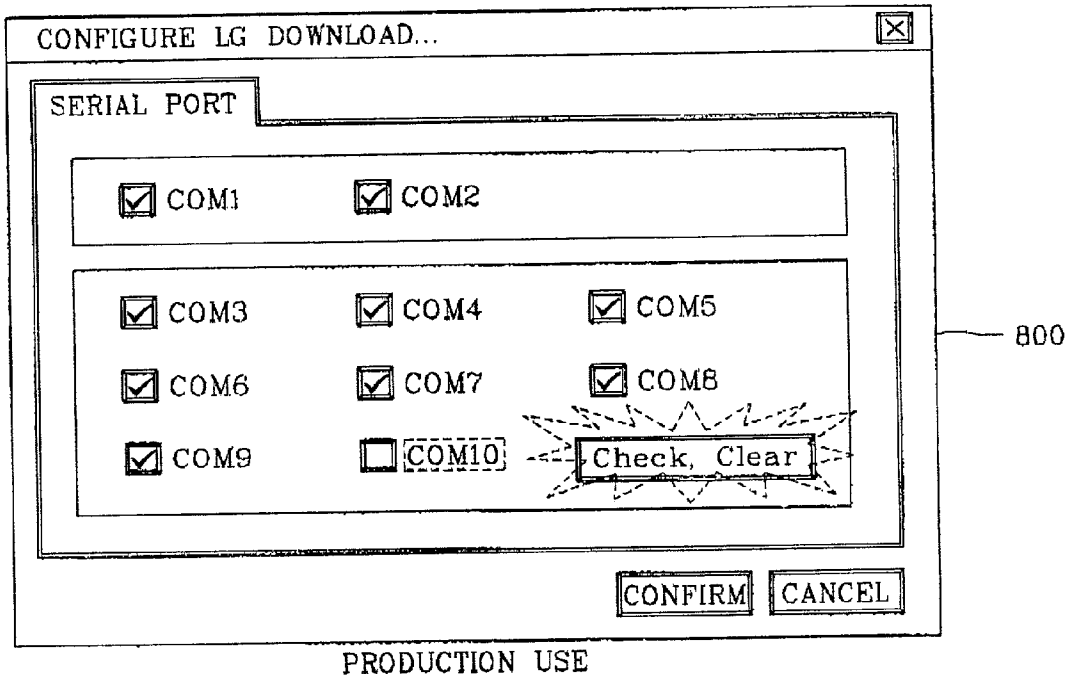 CONFIGURE LG DOWNLOAD...
SERIAL PORT
COM1 COM2
COM3 COM4 COM5
800
COM6 COM7 COM8
COM9 COM10 Check, Clear
CONFIRM CANCEL
PRODUCTION USE